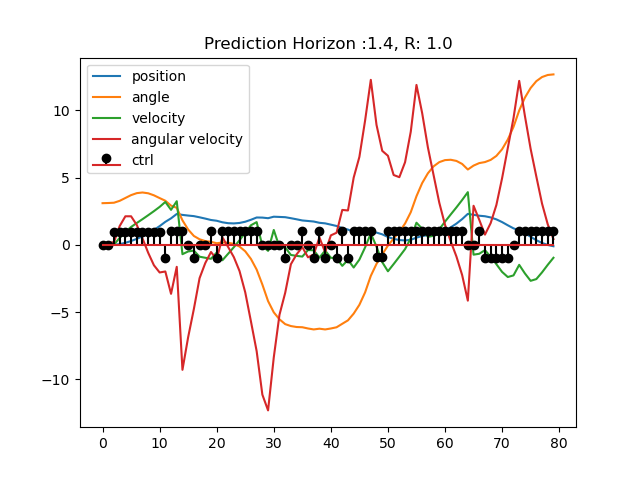 Prediction Horizon :1.4, R: 1.0
position
angle
velocity
angular velocity
ctrl
10
5
0
−5
−10
0 10 20 30 40 50 60 70 80